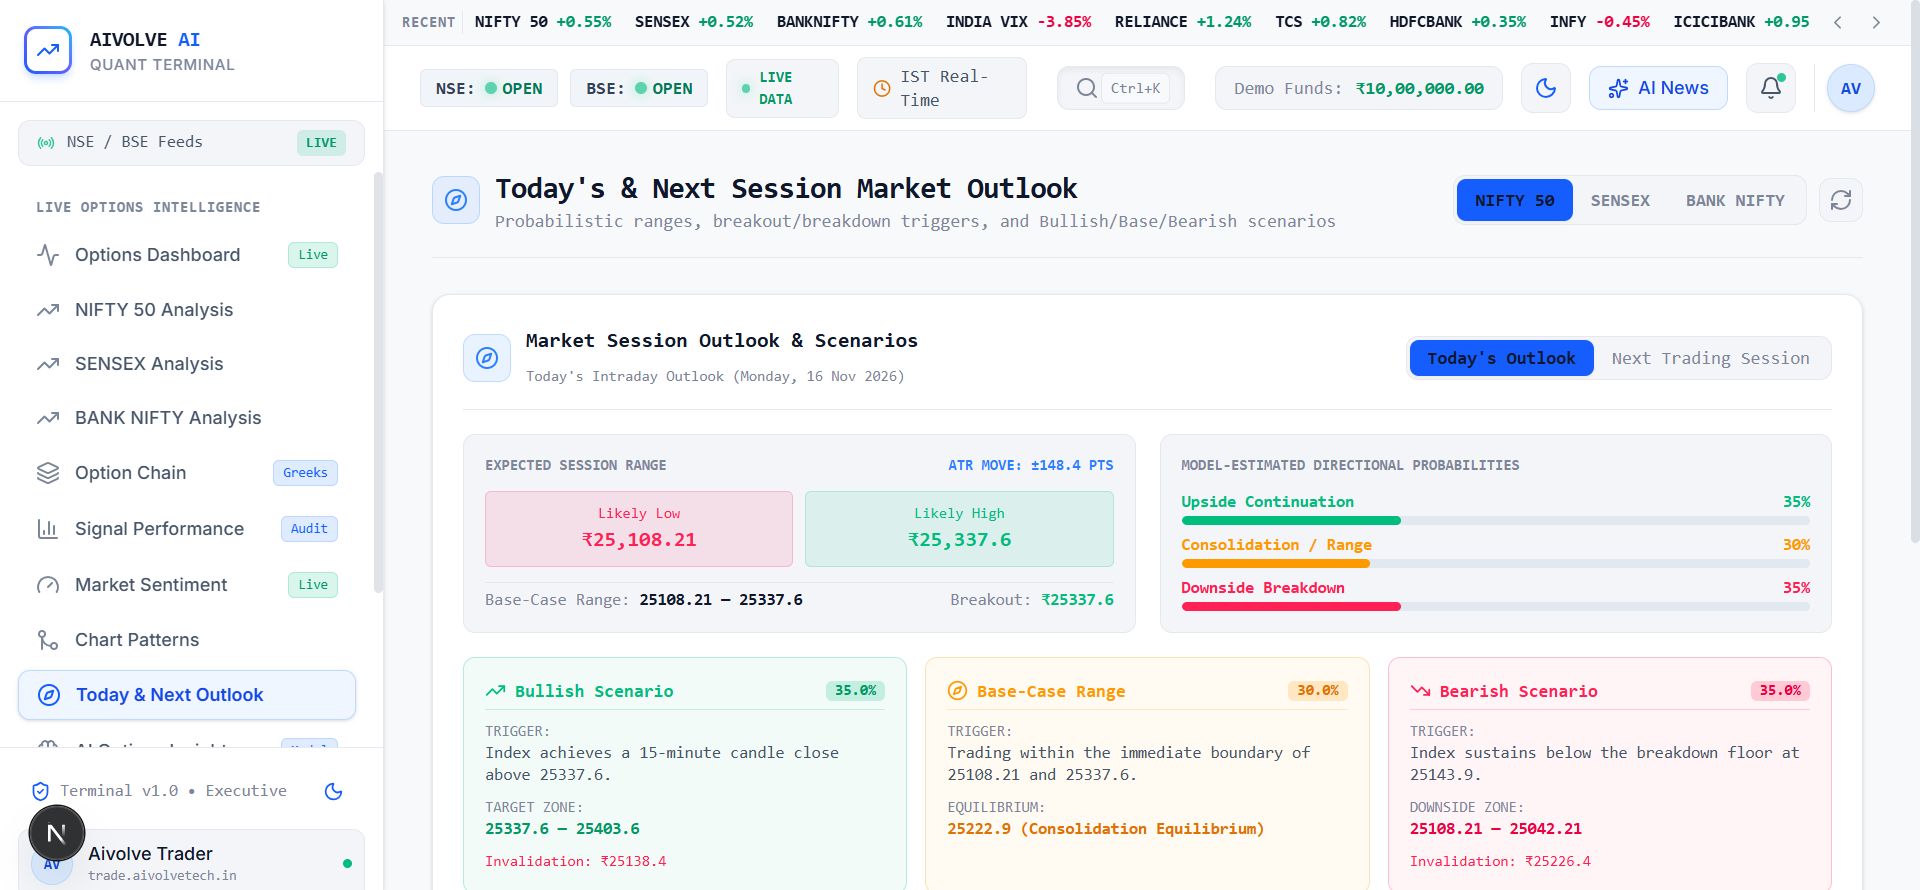 AIVOLVE AI
QUANT TERMINAL
NSE / BSE Feeds LIVE
LIVE OPTIONS INTELLIGENCE
Options Dashboard Live
NIFTY 50 Analysis
SENSEX Analysis
BANK NIFTY Analysis
Option Chain Greeks
Signal Performance Audit
Market Sentiment Live
Chart Patterns
Today & Next Outlook
Terminal v1.0 • Executive
N
AV
Aivolve Trader
trade.aivolvetech.in
RECENT NIFTY 50 +0.55% SENSEX +0.52% BANKNIFTY +0.61% INDIA VIX -3.85% RELIANCE +1.24% TCS +0.82% HDFCBANK +0.35% INFY -0.45% ICICIBANK +0.95
NSE: OPEN BSE: OPEN LIVE DATA IST Real-Time Ctrl+K Demo Funds: ₹10,00,000.00 AI News AV
Today's & Next Session Market Outlook
Probabilistic ranges, breakout/breakdown triggers, and Bullish/Base/Bearish scenarios
NIFTY 50 SENSEX BANK NIFTY
Market Session Outlook & Scenarios
Today's Intraday Outlook (Monday, 16 Nov 2026)
Today's Outlook Next Trading Session
EXPECTED SESSION RANGE ATR MOVE: ±148.4 PTS
Likely Low
₹25,108.21
Likely High
₹25,337.6
Base-Case Range: 25108.21 — 25337.6 Breakout: ₹25337.6
MODEL-ESTIMATED DIRECTIONAL PROBABILITIES
Upside Continuation 35%
Consolidation / Range 30%
Downside Breakdown 35%
Bullish Scenario 35.0%
TRIGGER:
Index achieves a 15-minute candle close
above 25337.6.
TARGET ZONE:
25337.6 — 25403.6
Invalidation: ₹25138.4
Base-Case Range 30.0%
TRIGGER:
Trading within the immediate boundary of
25108.21 and 25337.6.
EQUILIBRIUM:
25222.9 (Consolidation Equilibrium)
Bearish Scenario 35.0%
TRIGGER:
Index sustains below the breakdown floor at
25143.9.
DOWNSIDE ZONE:
25108.21 — 25042.21
Invalidation: ₹25226.4